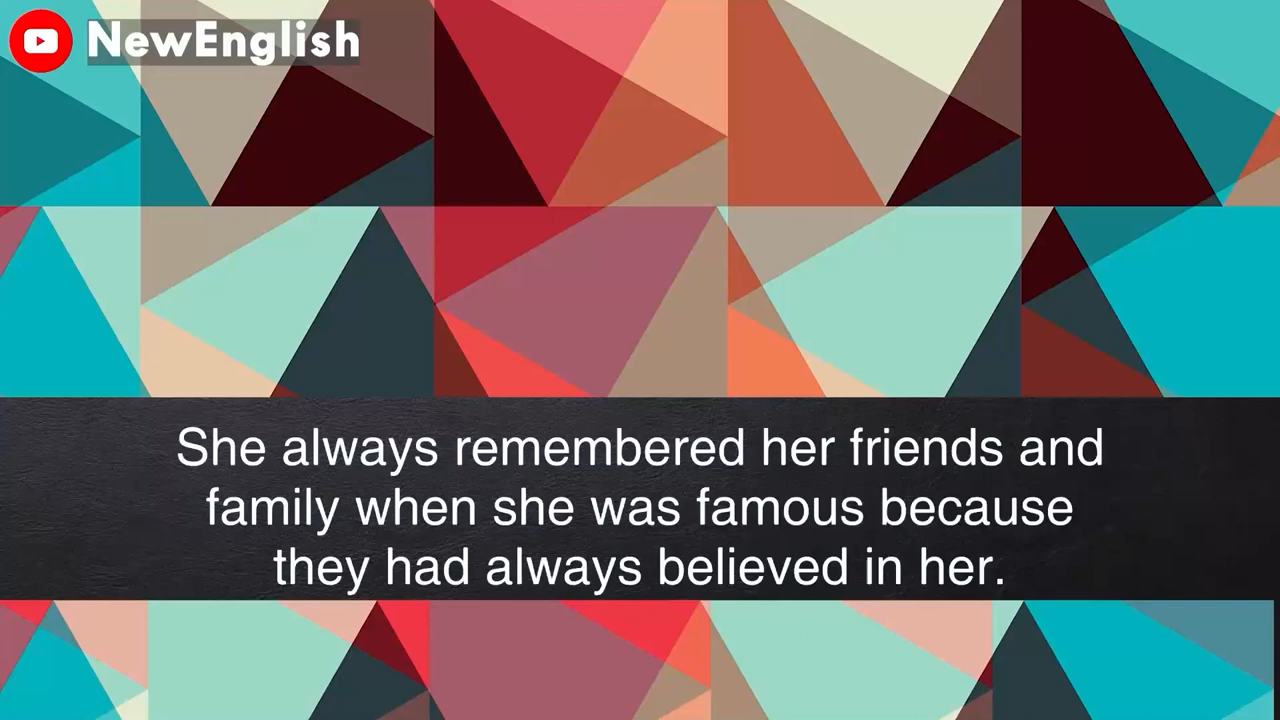 NewEnglish
She always remembered her friends and
family when she was famous because
they had always believed in her.